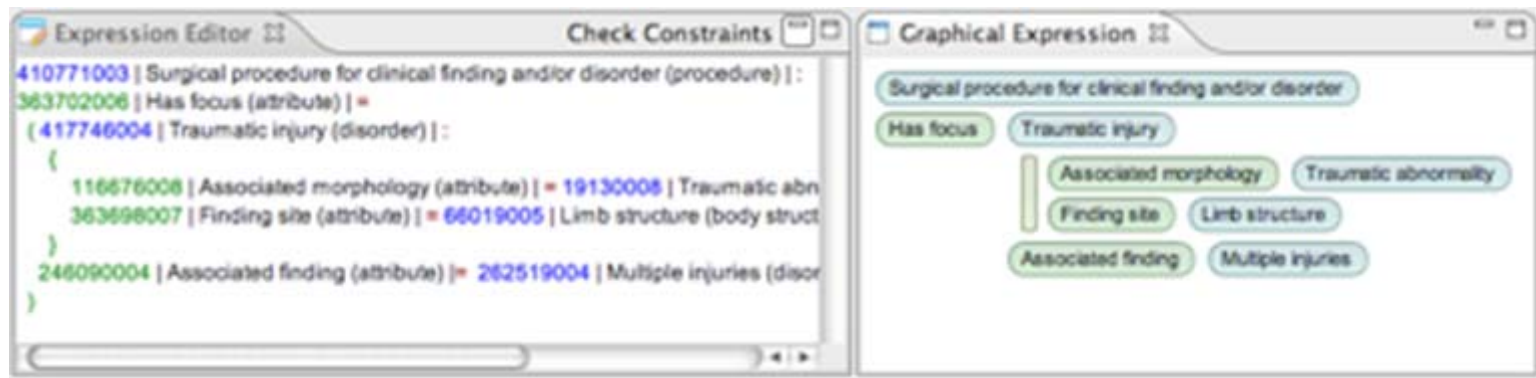 Expression Editor
Check Constraints
410771003 | Surgical procedure for clinical finding and/or disorder (procedure) | :
363702006 | Has focus (attribute) | =
( 417746004 | Traumatic injury (disorder) | :
{
116676008 | Associated morphology (attribute) | = 19130008 | Traumatic abn
363698007 | Finding site (attribute) | = 66019005 | Limb structure (body struct
}
246090004 | Associated finding (attribute) |= 262519004 | Multiple injuries (disor
)
Graphical Expression
Surgical procedure for clinical finding and/or disorder
Has focus Traumatic injury
Associated morphology Traumatic abnormality
Finding site Limb structure
Associated finding Multiple injuries